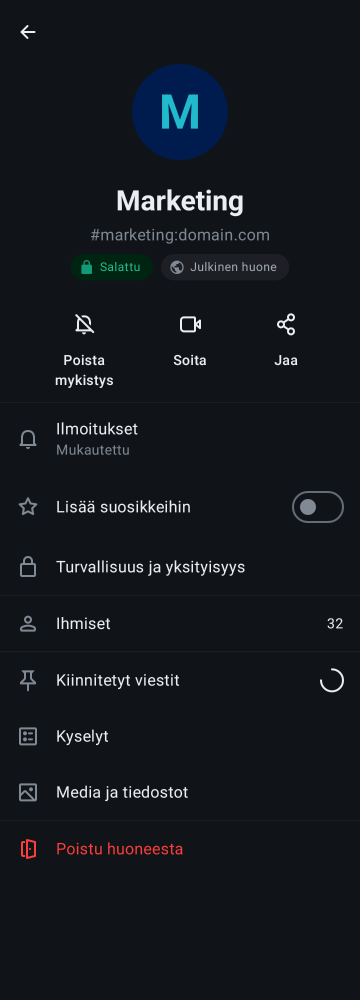 M
Marketing
#marketing:domain.com
Salattu
Julkinen huone
Poista
mykistys
Soita
Jaa
Ilmoitukset
Mukautettu
Lisää suosikkeihin
Turvallisuus ja yksityisyys
Ihmiset
32
Kiinnitetyt viestit
Kyselyt
Media ja tiedostot
Poistu huoneesta